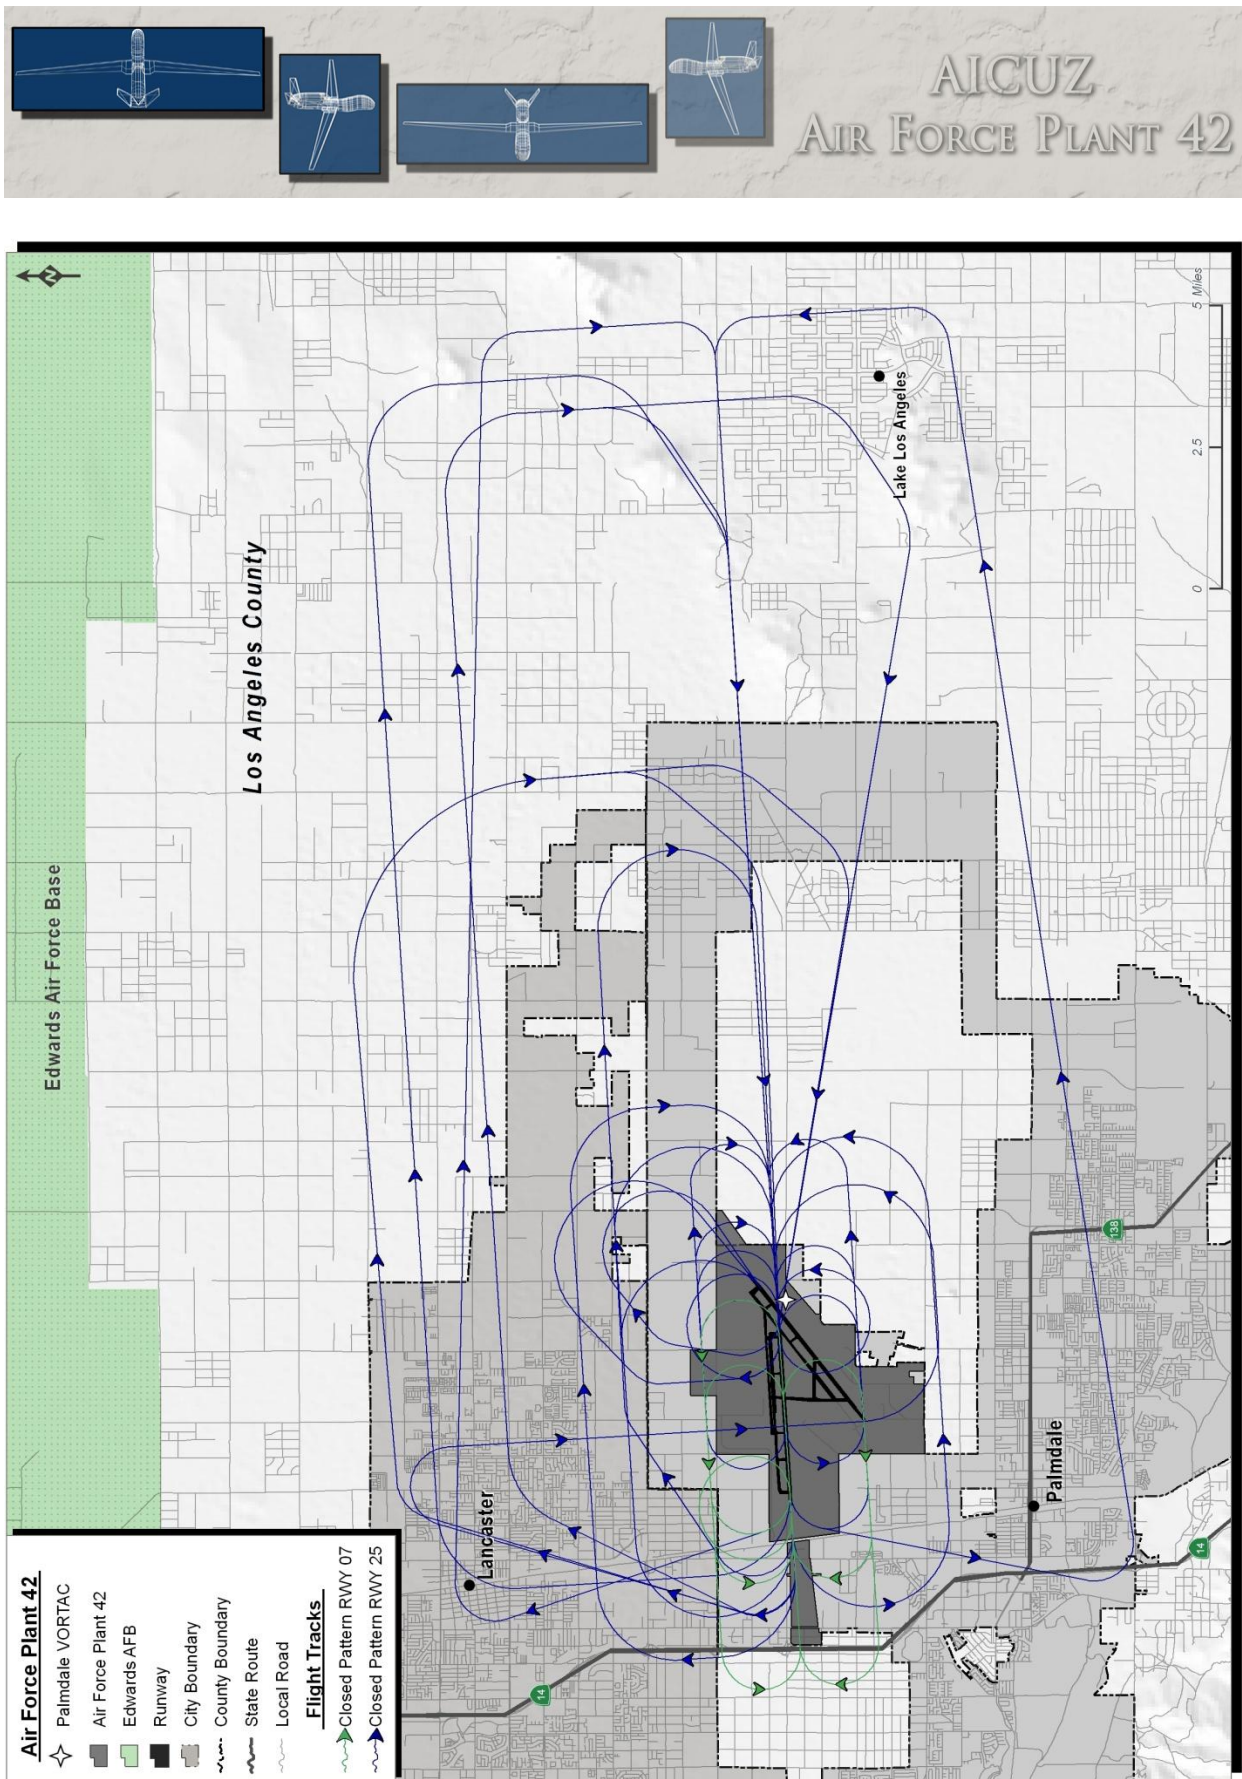 AICUZ
AIR FORCE PLANT 42
N
Edwards Air Force Base
Los Angeles County
Lake Los Angeles
0
2.5
5 Miles
Lancaster
Palmdale
138
14
14
Air Force Plant 42
Palmdale VORTAC
Air Force Plant 42
Edwards AFB
Runway
City Boundary
County Boundary
State Route
Local Road
Flight Tracks
Closed Pattern RWY 07
Closed Pattern RWY 25